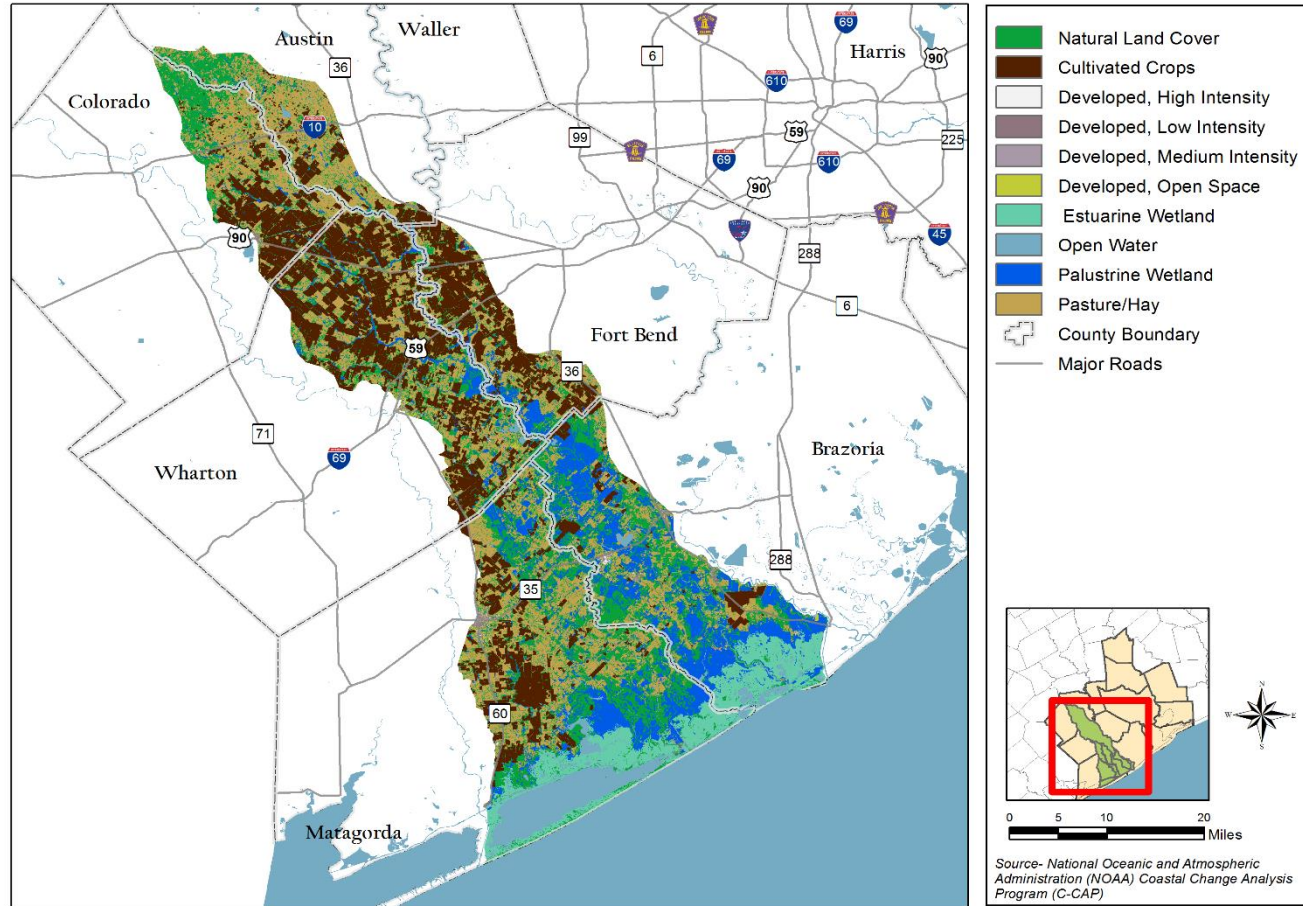 Waller
Austin
Harris
Colorado
36
6
69
90
610
10
99
59
225
69
610
90
90
288
45
6
Fort Bend
59
36
71
Wharton
69
Brazoria
288
35
60
Matagorda
Natural Land Cover
Cultivated Crops
Developed, High Intensity
Developed, Low Intensity
Developed, Medium Intensity
Developed, Open Space
Estuarine Wetland
Open Water
Palustrine Wetland
Pasture/Hay
County Boundary
Major Roads
N
W
E
S
0 5 10 20
Miles
Source- National Oceanic and Atmospheric
Administration (NOAA) Coastal Change Analysis
Program (C-CAP)